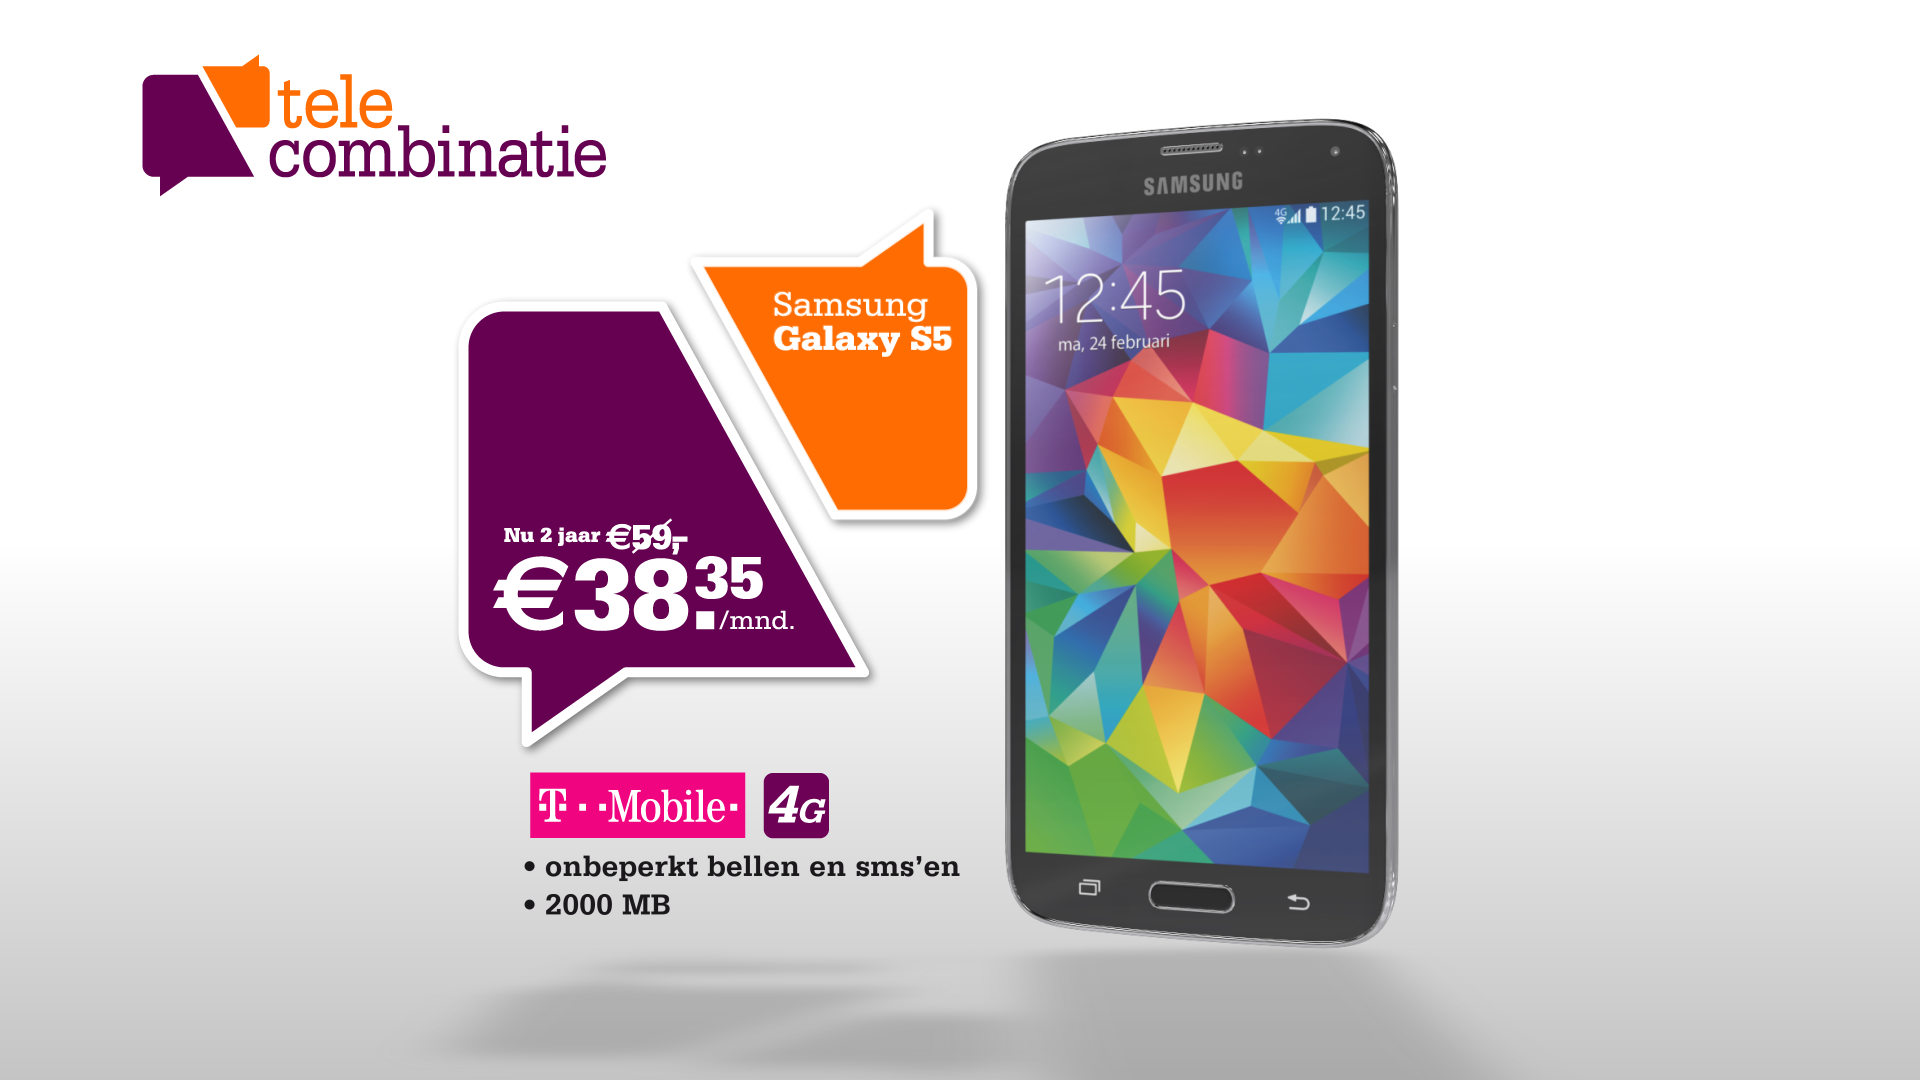 tele
combinatie
Samsung
Galaxy S5
Nu 2 jaar €59,-
€38.35
/mnd.
T··Mobile·
4G
• onbeperkt bellen en sms’en
• 2000 MB
SAMSUNG
4G 12:45
12:45
ma, 24 februari